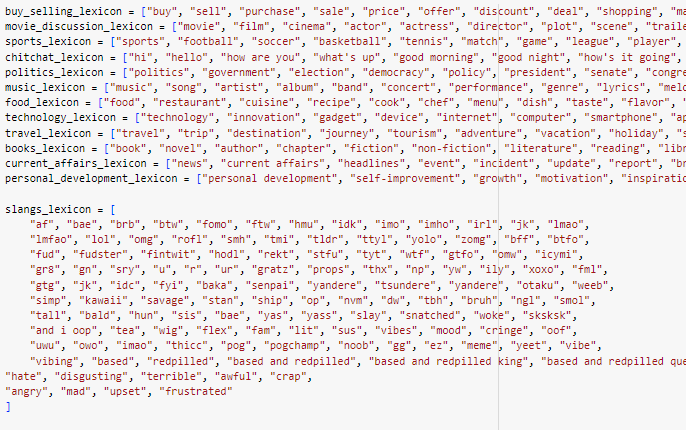 buy_selling_lexicon = ["buy", "sell", "purchase", "sale", "price", "offer", "discount", "deal", "shopping", "ma
movie_discussion_lexicon = ["movie", "film", "cinema", "actor", "actress", "director", "plot", "scene", "traile
sports_lexicon = ["sports", "football", "soccer", "basketball", "tennis", "match", "game", "league", "player",
chitchat_lexicon = ["hi", "hello", "how are you", "what's up", "good morning", "good night", "how's it going",
politics_lexicon = ["politics", "government", "election", "democracy", "policy", "president", "senate", "congre
music_lexicon = ["music", "song", "artist", "album", "band", "concert", "performance", "genre", "lyrics", "melo
food_lexicon = ["food", "restaurant", "cuisine", "recipe", "cook", "chef", "menu", "dish", "taste", "flavor", "
technology_lexicon = ["technology", "innovation", "gadget", "device", "internet", "computer", "smartphone", "ap
travel_lexicon = ["travel", "trip", "destination", "journey", "tourism", "adventure", "vacation", "holiday", "s
books_lexicon = ["book", "novel", "author", "chapter", "fiction", "non-fiction", "literature", "reading", "libr
current_affairs_lexicon = ["news", "current affairs", "headlines", "event", "incident", "update", "report", "br
personal_development_lexicon = ["personal development", "self-improvement", "growth", "motivation", "inspiratio
slangs_lexicon = [
"af", "bae", "brb", "btw", "fomo", "ftw", "hmu", "idk", "imo", "imho", "irl", "jk", "lmao",
"lmfao", "lol", "omg", "rofl", "smh", "tmi", "tldr", "ttyl", "yolo", "zomg", "bff", "btfo",
"fud", "fudster", "fintwit", "hodl", "rekt", "stfu", "tyt", "wtf", "gtfo", "omw", "icymi",
"gr8", "gn", "sry", "u", "r", "ur", "gratz", "props", "thx", "np", "yw", "ily", "xoxo", "fml",
"gtg", "jk", "idc", "fyi", "baka", "senpai", "yandere", "tsundere", "yandere", "otaku", "weeb",
"simp", "kawaii", "savage", "stan", "ship", "op", "nvm", "dw", "tbh", "bruh", "ngl", "smol",
"tall", "bald", "hun", "sis", "bae", "yas", "yass", "slay", "snatched", "woke", "sksksk",
"and i oop", "tea", "wig", "flex", "fam", "lit", "sus", "vibes", "mood", "cringe", "oof",
"uwu", "owo", "imao", "thicc", "pog", "pogchamp", "noob", "gg", "ez", "meme", "yeet", "vibe",
"vibing", "based", "redpilled", "based and redpilled", "based and redpilled king", "based and redpilled que
"hate", "disgusting", "terrible", "awful", "crap",
"angry", "mad", "upset", "frustrated"
]